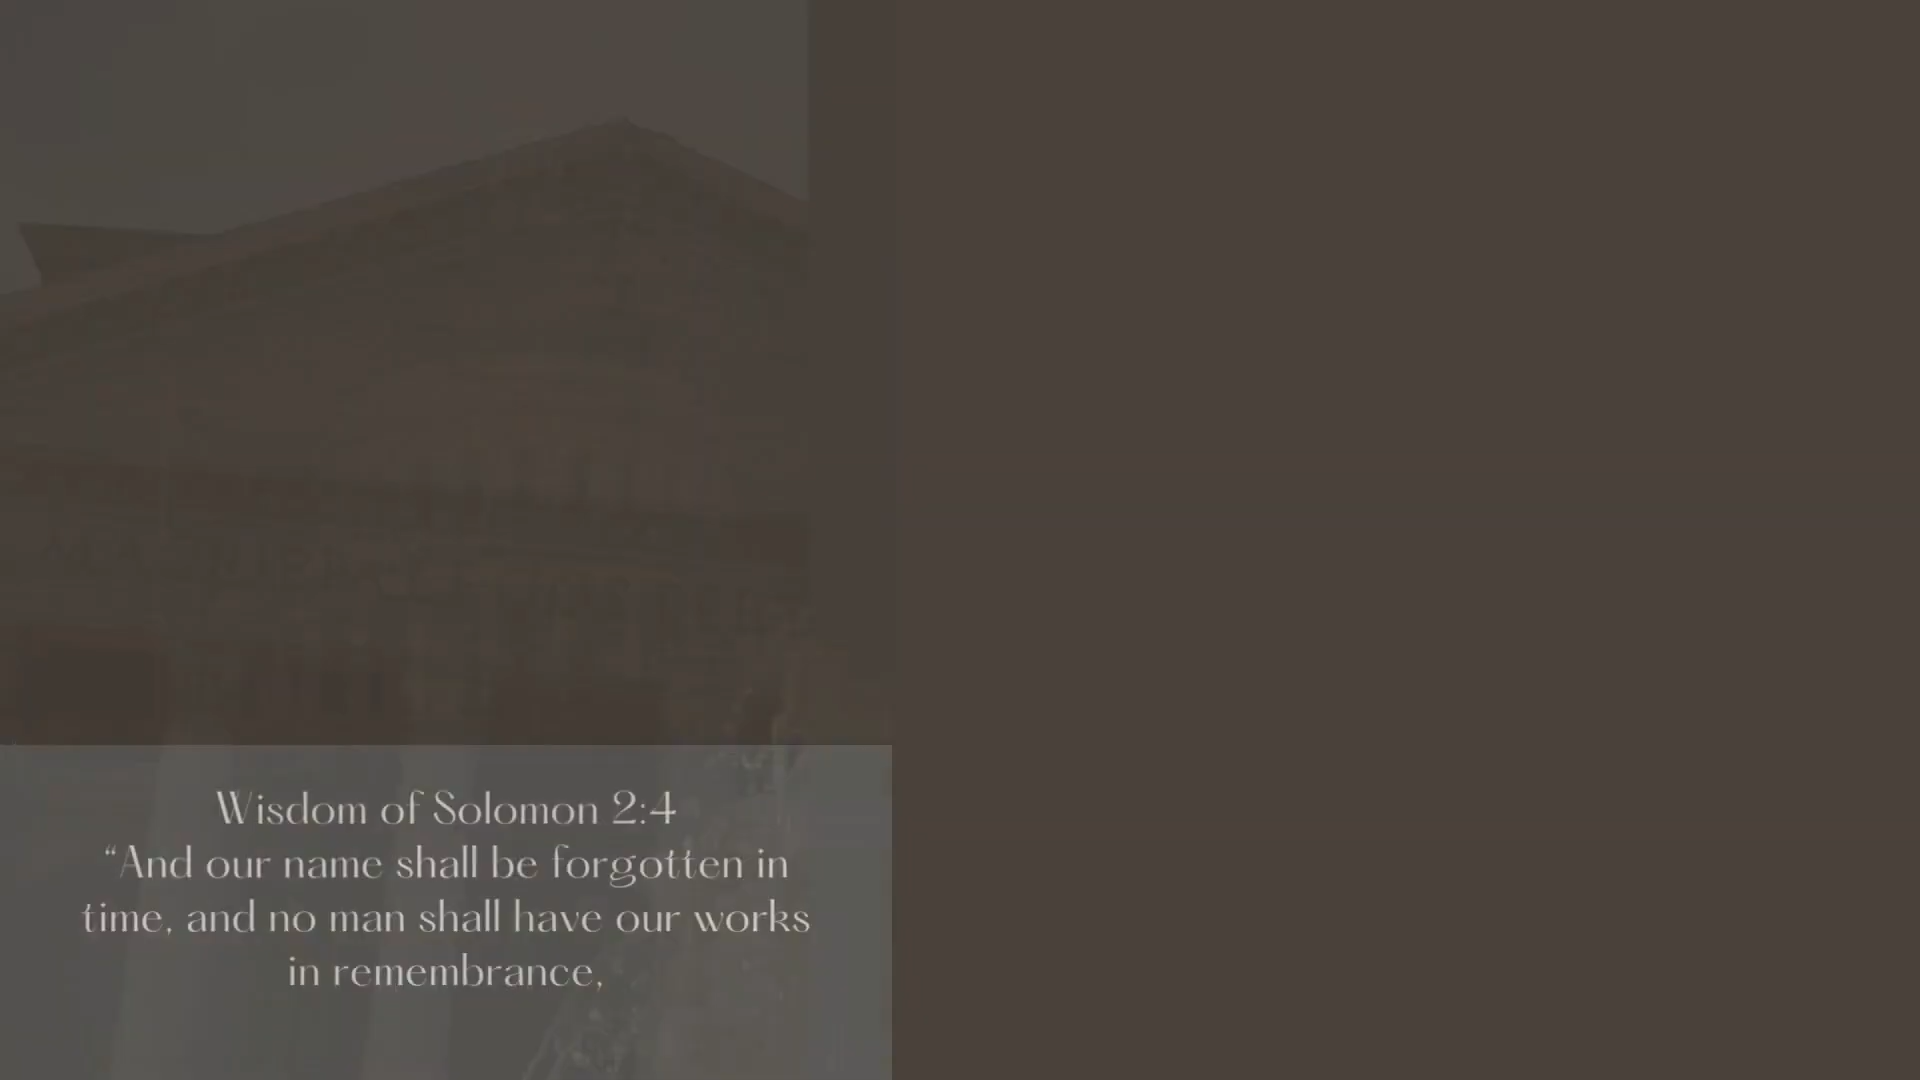 Wisdom of Solomon 2:4
“And our name shall be forgotten in
time, and no man shall have our works
in remembrance,